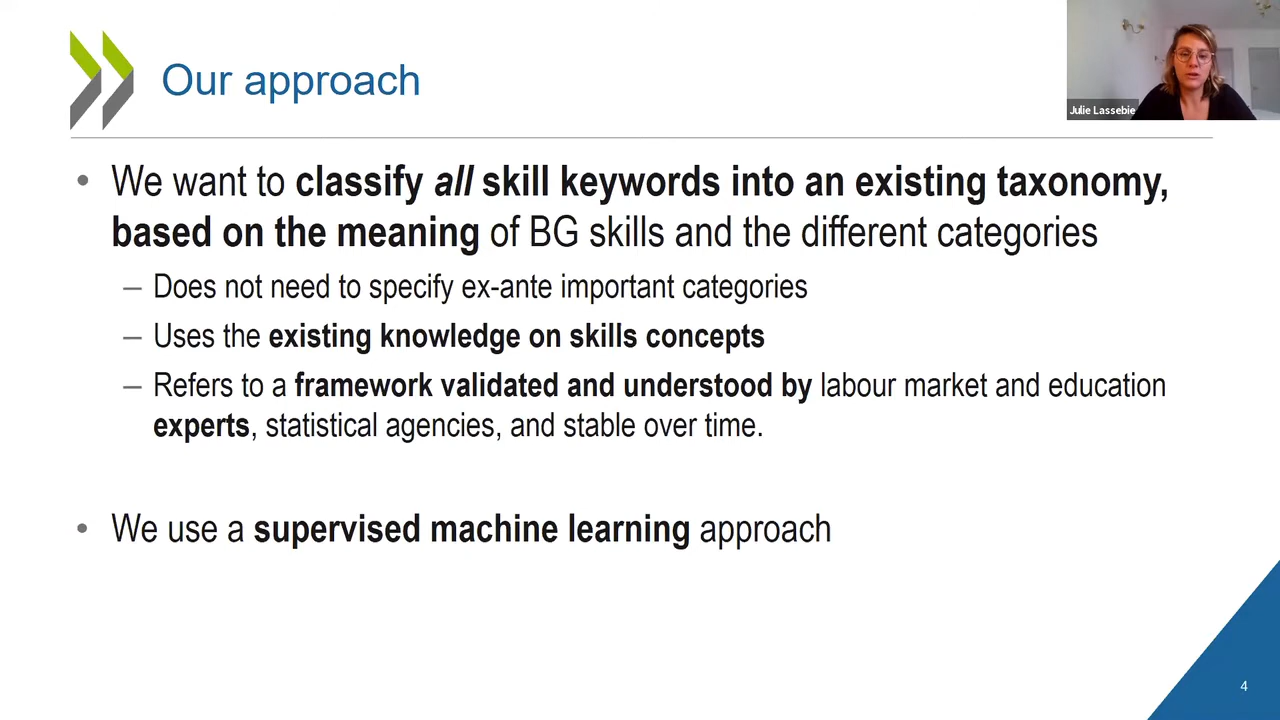 Our approach
Julie Lassebie
• We want to classify all skill keywords into an existing taxonomy,
based on the meaning of BG skills and the different categories
– Does not need to specify ex-ante important categories
– Uses the existing knowledge on skills concepts
– Refers to a framework validated and understood by labour market and education
experts, statistical agencies, and stable over time.
• We use a supervised machine learning approach
4